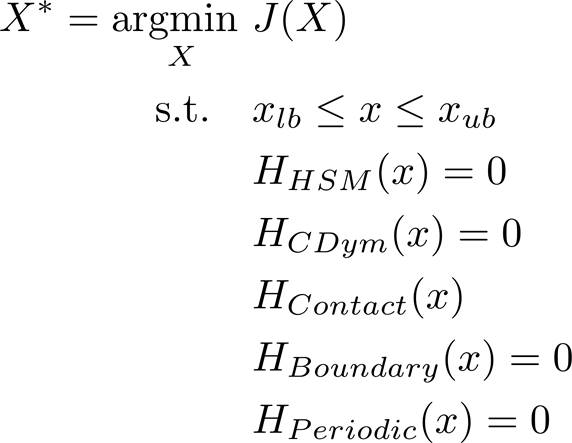 X* = argmin J(X)
X
s.t. x_{lb} ≤ x ≤ x_{ub}
H_{HSM}(x) = 0
H_{CDym}(x) = 0
H_{Contact}(x)
H_{Boundary}(x) = 0
H_{Periodic}(x) = 0